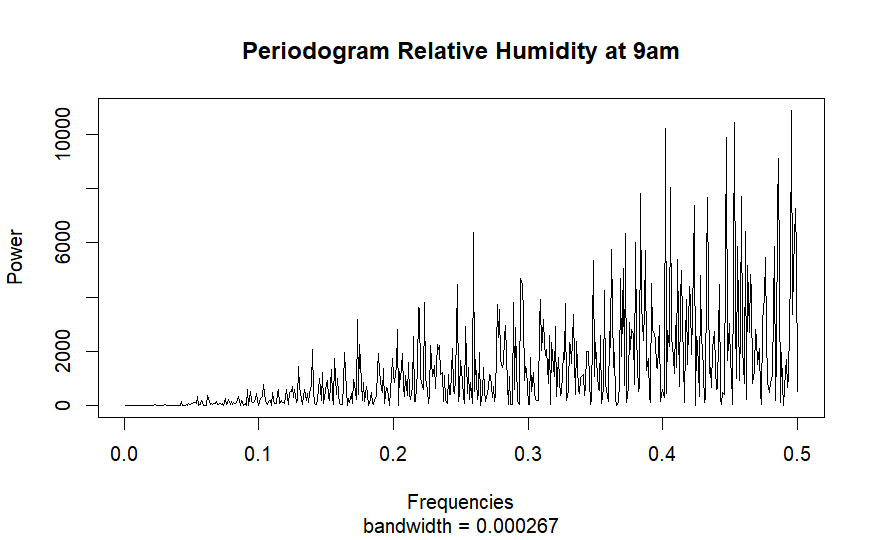 Periodogram Relative Humidity at 9am
Power
10000
6000
2000
0
0.0 0.1 0.2 0.3 0.4 0.5
Frequencies
bandwidth = 0.000267